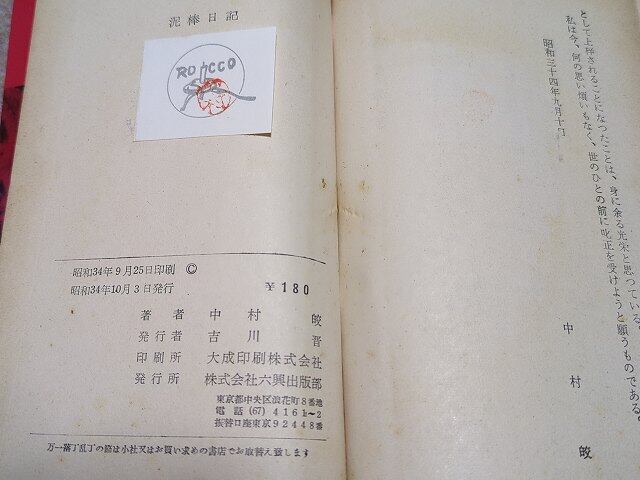 として上梓されることになつたことは、身に余る光栄と思つている。
私は今、何の思い煩いもなく、世のひとの前に叱正を受けようと願うものである。
昭和三十四年九月十日
中村皎
泥棒日記
ROCCO
昭和34年9月25日印刷 ©
昭和34年10月3日発行
¥180
著者 中村皎
発行者 吉川晋
印刷所 大成印刷株式会社
発行所 株式会社六興出版部
東京都中央区浪花町8番地
電話 (67) 4161~2
振替口座東京92448番
万一落丁乱丁の節は小社又はお買い求めの書店でお取替え致します